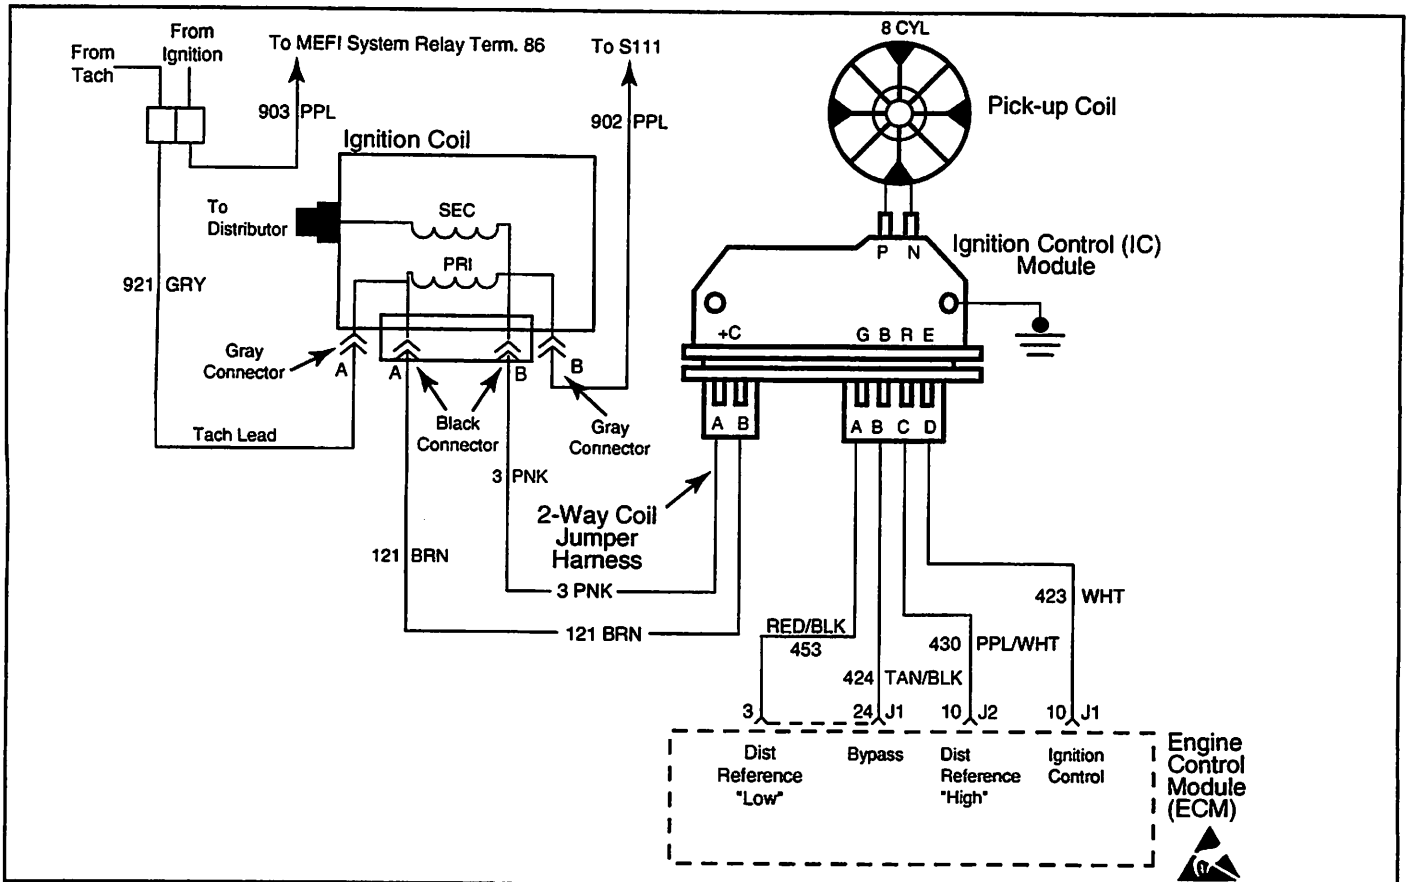 8 CYL
From
Tach
From
Ignition
To MEFI System Relay Term. 86
To S111
903 PPL
902 PPL
Pick-up Coil
Ignition Coil
To
Distributor
SEC
PRI
P N
Ignition Control (IC)
Module
921 GRY
+C
G B R E
Gray
Connector
A
A
B
B
Black
Connector
Gray
Connector
A B
A B C D
Tach Lead
3 PNK
2-Way Coil
Jumper
Harness
121 BRN
3 PNK
121 BRN
423 WHT
RED/BLK
453
430 PPL/WHT
424 TAN/BLK
3
24 J1
10 J2
10 J1
Dist
Reference
"Low"
Bypass
Dist
Reference
"High"
Ignition
Control
Engine
Control
Module
(ECM)